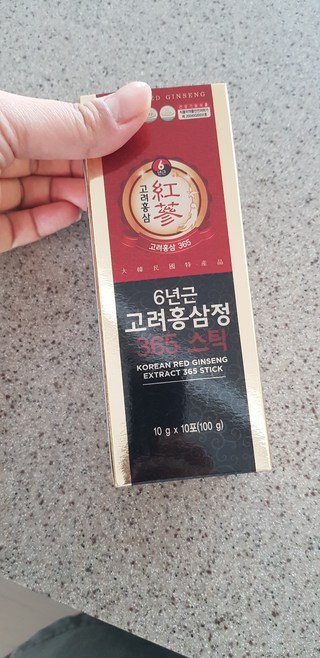 RED GINSENG
6
년근
고려홍삼
紅蔘
고려홍삼 365
大韓民國特産品
6년근
고려홍삼정
365 스틱
KOREAN RED GINSENG
EXTRACT 365 STICK
10 g x 10포(100 g)